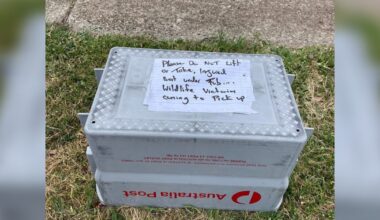 Please Do NOT Lift
or Take, Injured
Bat under Tub....
Wildlife Victoria
coming to Pick up
Australia Post